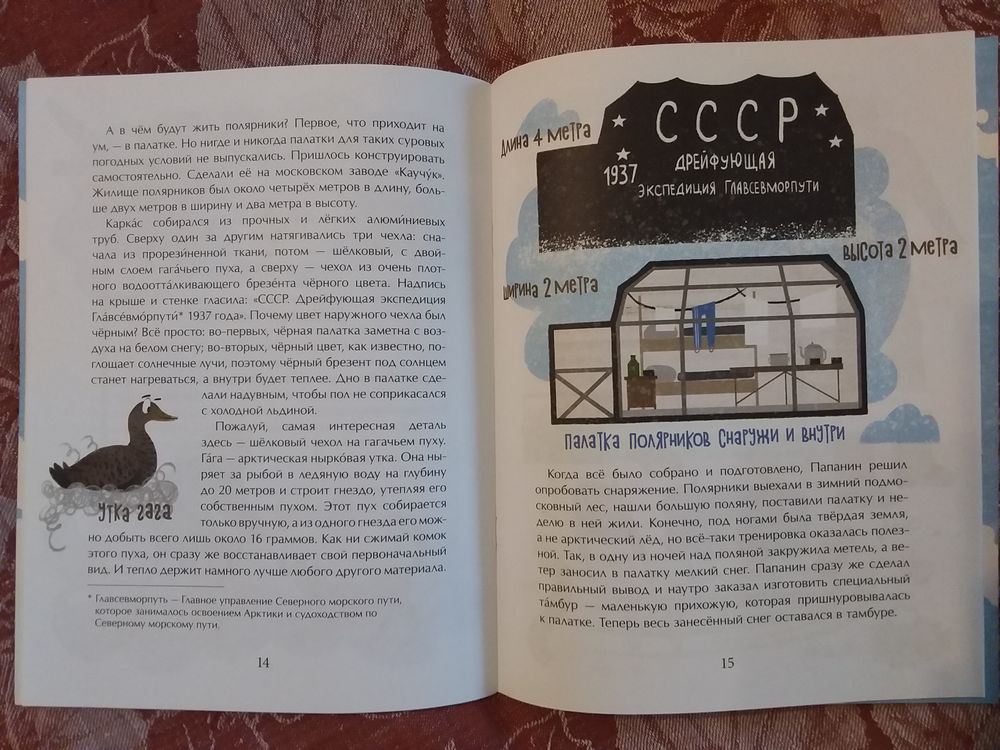 А в чём будут жить полярники? Первое, что приходит на
ум, — в палатке. Но нигде и никогда палатки для таких суровых
погодных условий не выпускались. Пришлось конструировать
самостоятельно. Сделали её на московском заводе «Каучу́к».
Жилище полярников был около четырёх метров в длину, боль-
ше двух метров в ширину и два метра в высоту.
Карка́с собирался из прочных и лёгких алюми́ниевых
труб. Сверху один за другим натягивались три чехла: сна-
чала из прорези́ненной ткани, потом — шёлковый, с двой-
ным слоем гага́чьего пуха, а сверху — чехол из очень плот-
ного водоотта́лкивающего брезе́нта чёрного цвета. Надпись
на крыше и стенке гласила: «СССР. Дрейфующая экспедиция
Гла́все́вмо́рпути́* 1937 года». Почему цвет наружного чехла был
чёрным? Всё просто: во-первых, чёрная палатка заметна с воз-
духа на белом снегу; во-вторых, чёрный цвет, как известно, по-
глощает солнечные лучи, поэтому чёрный брезент под солнцем
станет нагреваться, а внутри будет теплее. Дно в палатке сде-
лали надувным, чтобы пол не соприкасался
с холодной льдиной.
Пожалуй, самая интересная деталь
здесь — шёлковый чехол на гагачьем пуху.
Га́га — арктическая нырко́вая утка. Она ны-
ряет за рыбой в ледяную воду на глубину
до 20 метров и строит гнездо, утепляя его
собственным пухом. Этот пух собирается
только вручную, а из одного гнезда его мож-
но добыть всего лишь около 16 граммов. Как ни сжимай комок
этого пуха, он сразу же восстанавливает свой первоначальный
вид. И тепло держит намного лучше любого другого материала.
Утка гага
* Главсевморпуть — Главное управление Северного морского пути,
которое занималось освоением Арктики и судоходством по
Северному морскому пути.
14
Длина 4 метра
СССР
1937
ДРЕЙФУЮЩАЯ
ЭКСПЕДИЦИЯ ГЛАВСЕВМОРПУТИ
Высота 2 метра
Ширина 2 метра
Палатка полярников снаружи и внутри
Когда всё было собрано и подготовлено, Папанин решил
опробовать снаряжение. Полярники выехали в зимний подмо-
сковный лес, нашли большую поляну, поставили палатку и не-
делю в ней жили. Конечно, под ногами была твёрдая земля,
а не арктический лёд, но всё-таки тренировка оказалась полез-
ной. Так, в одну из ночей над поляной закружила метель, а ве-
тер заносил в палатку мелкий снег. Папанин сразу же сделал
правильный вывод и наутро заказал изготовить специальный
та́мбур — маленькую прихожую, которая пришнуровывалась
к палатке. Теперь весь занесённый снег оставался в тамбуре.
15